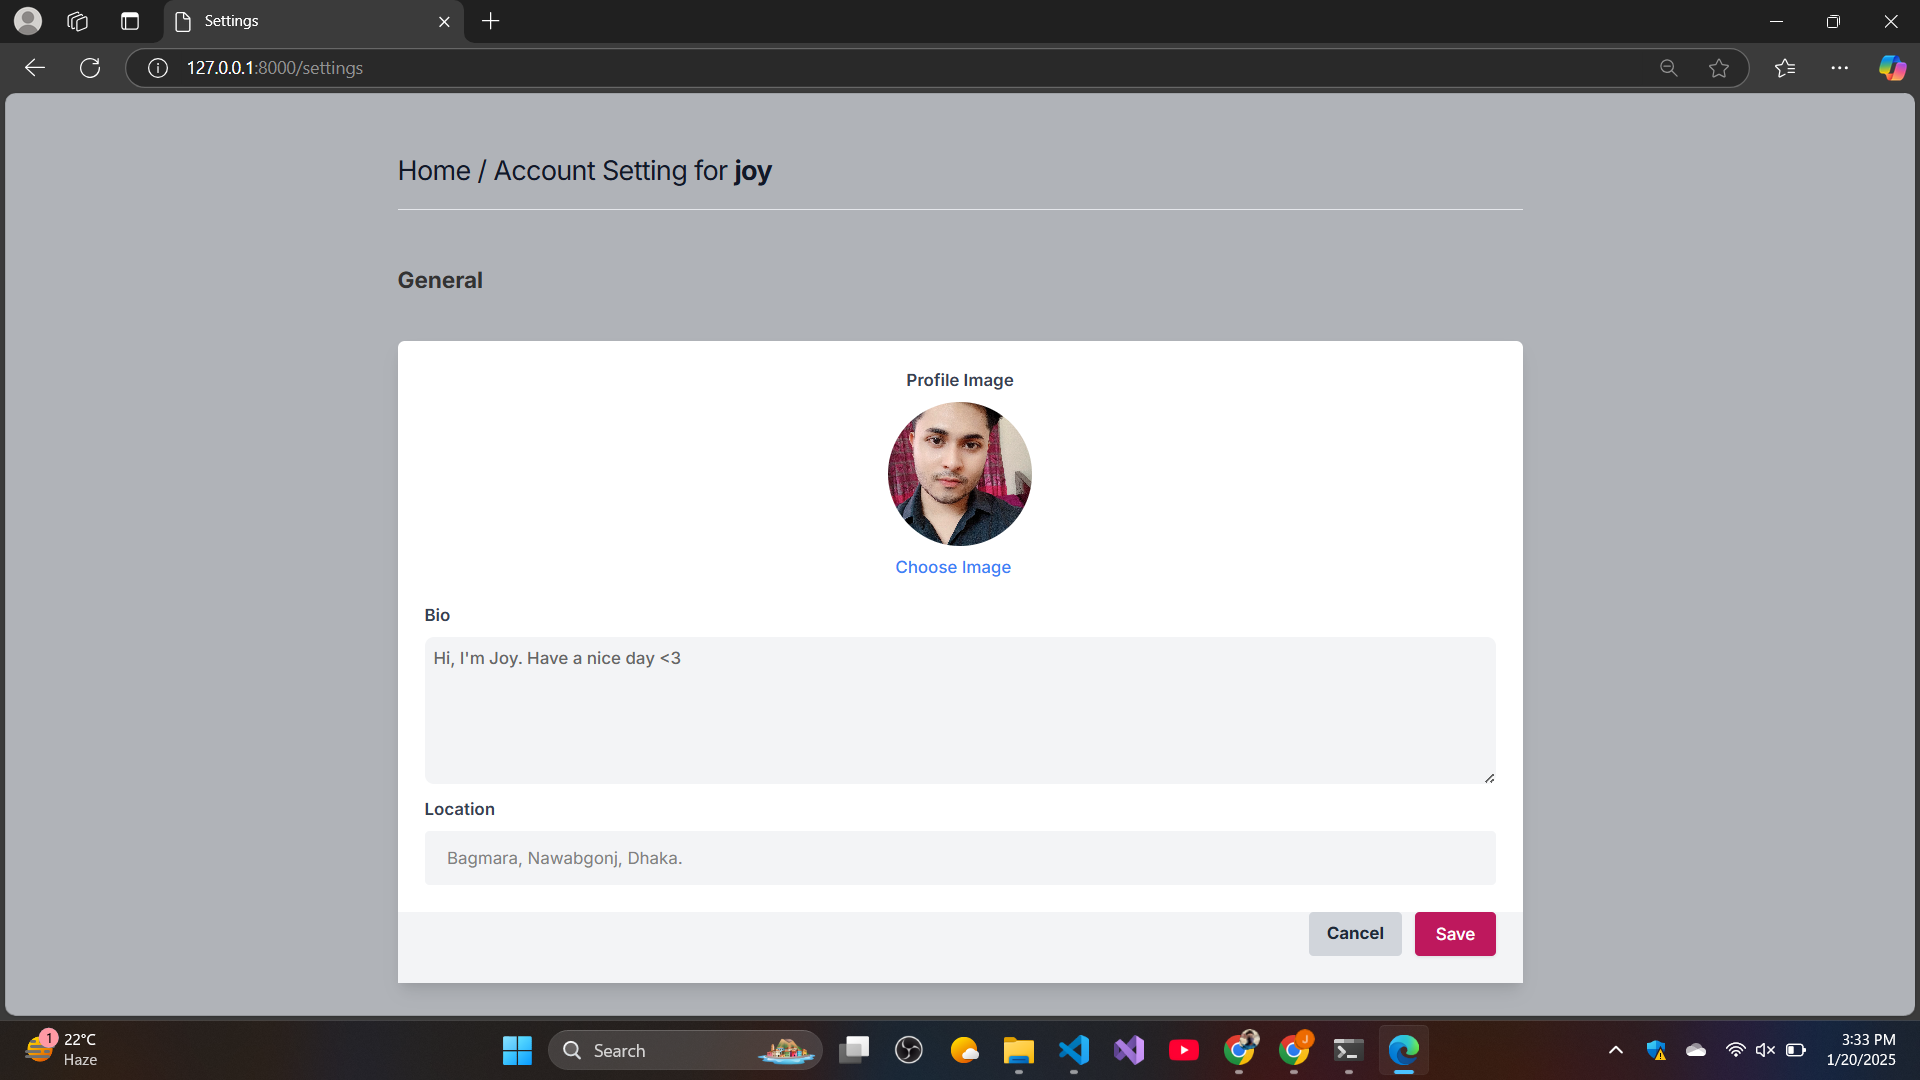 Settings
127.0.0.1:8000/settings
Home / Account Setting for joy
General
Profile Image
Choose Image
Bio
Hi, I'm Joy. Have a nice day <3
Location
Bagmara, Nawabgonj, Dhaka.
Cancel
Save
1
22°C
Haze
Search
J
3:33 PM
1/20/2025